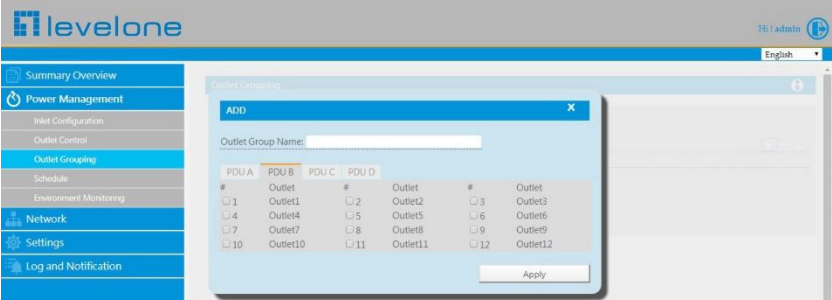 levelone
Hi ! admin
English
Summary Overview
Outlet Grouping
Power Management
ADD X
Inlet Configuration
Outlet Group Name:
Outlet Control
Outlet Grouping
PDU A PDU B PDU C PDU D
Schedule
# Outlet # Outlet # Outlet
Environment Monitoring
1 Outlet1 2 Outlet2 3 Outlet3
Network
4 Outlet4 5 Outlet5 6 Outlet6
7 Outlet7 8 Outlet8 9 Outlet9
Settings
10 Outlet10 11 Outlet11 12 Outlet12
Log and Notification
Apply